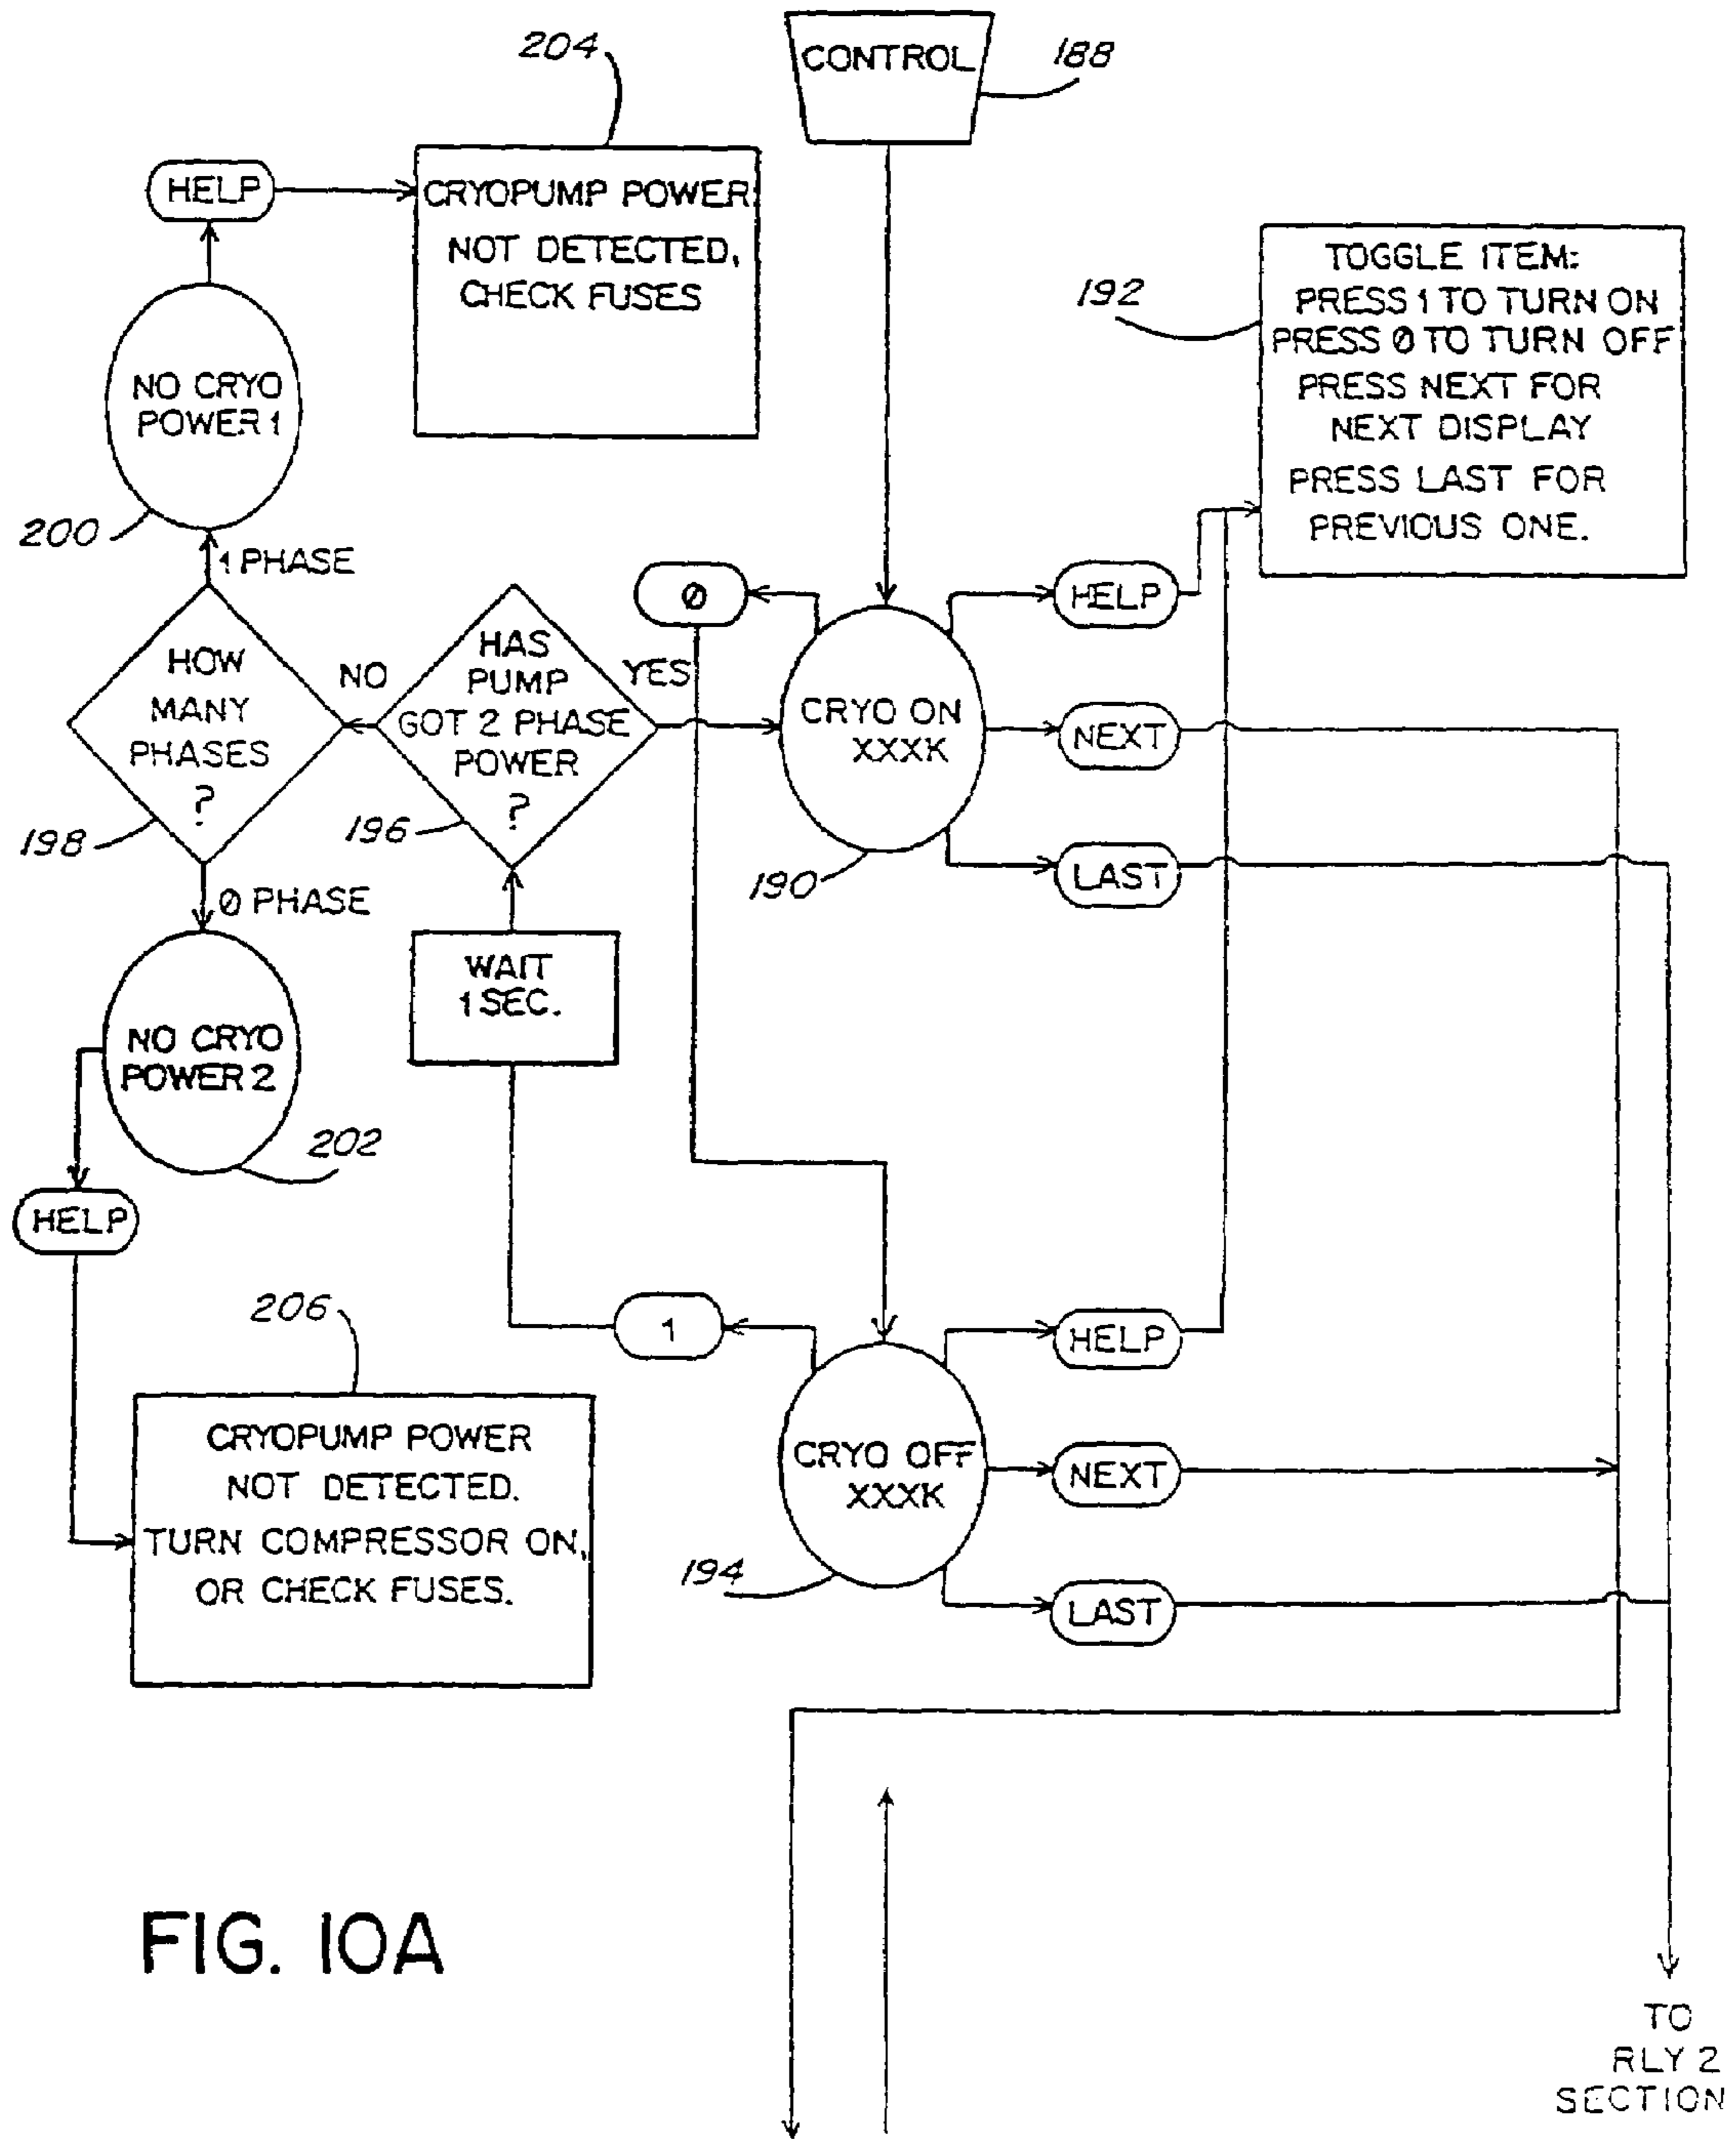 204
CONTROL
188
HELP
CRYOPUMP POWER
NOT DETECTED,
CHECK FUSES
192
TOGGLE ITEM:
PRESS 1 TO TURN ON
PRESS 0 TO TURN OFF
PRESS NEXT FOR
NEXT DISPLAY
PRESS LAST FOR
PREVIOUS ONE.
NO CRYO
POWER 1
200
1 PHASE
0
HELP
HOW
MANY
PHASES
?
198
NO
HAS
PUMP
GOT 2 PHASE
POWER
?
196
YES
CRYO ON
XXXK
190
NEXT
LAST
0 PHASE
WAIT
1 SEC.
NO CRYO
POWER 2
202
HELP
206
1
HELP
CRYOPUMP POWER
NOT DETECTED.
TURN COMPRESSOR ON,
OR CHECK FUSES.
CRYO OFF
XXXK
194
NEXT
LAST
FIG. 10A
TO
RLY 2
SECTION